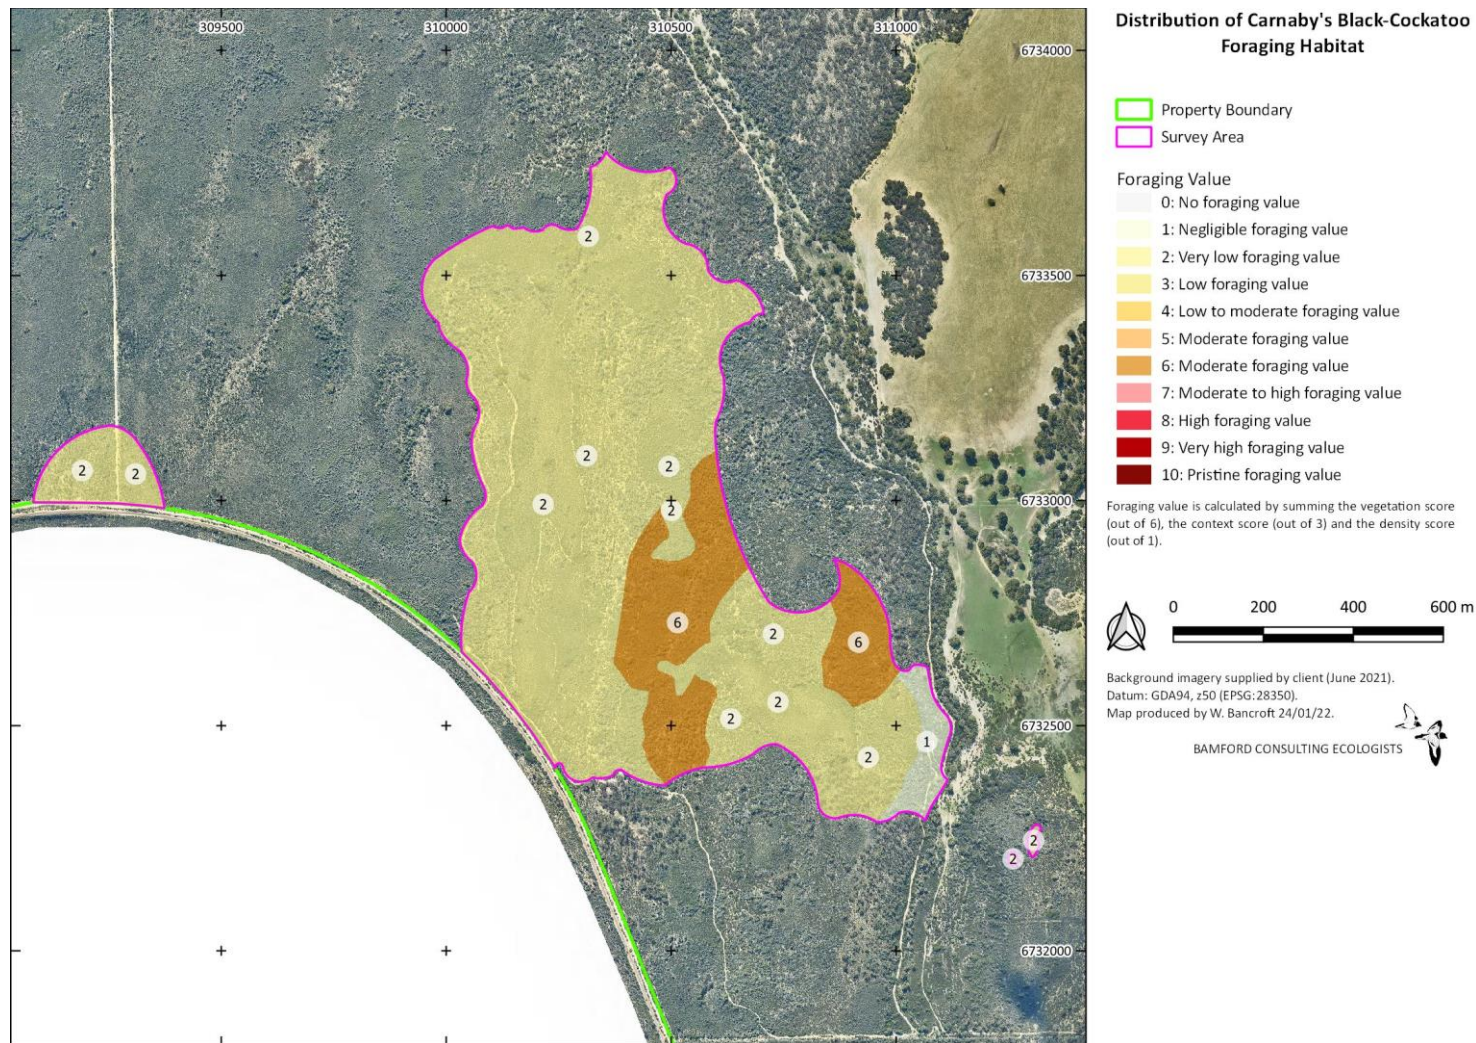 Distribution of Carnaby's Black-Cockatoo
Foraging Habitat
Property Boundary
Survey Area
Foraging Value
0: No foraging value
1: Negligible foraging value
2: Very low foraging value
3: Low foraging value
4: Low to moderate foraging value
5: Moderate foraging value
6: Moderate foraging value
7: Moderate to high foraging value
8: High foraging value
9: Very high foraging value
10: Pristine foraging value
Foraging value is calculated by summing the vegetation score
(out of 6), the context score (out of 3) and the density score
(out of 1).
0 200 400 600 m
Background imagery supplied by client (June 2021).
Datum: GDA94, z50 (EPSG:28350).
Map produced by W. Bancroft 24/01/22.
BAMFORD CONSULTING ECOLOGISTS
309500 310000 310500 311000
6734000
2
6733500
2
2
2
2
2
6733000
2
2
6
2
6
2
2
6732500
1
2
2
2
6732000